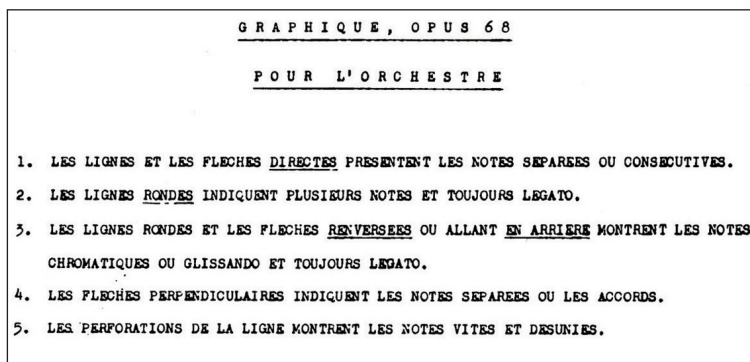 GRAPHIQUE, OPUS 68
POUR L'ORCHESTRE
1. LES LIGNES ET LES FLECHES DIRECTES PRESENTENT LES NOTES SEPAREES OU CONSECUTIVES.
2. LES LIGNES RONDES INDIQUENT PLUSIEURS NOTES ET TOUJOURS LEGATO.
3. LES LIGNES RONDES ET LES FLECHES RENVERSEES OU ALLANT EN ARRIERE MONTRENT LES NOTES
CHROMATIQUES OU GLISSANDO ET TOUJOURS LEGATO.
4. LES FLECHES PERPENDICULAIRES INDIQUENT LES NOTES SEPAREES OU LES ACCORDS.
5. LES PERFORATIONS DE LA LIGNE MONTRENT LES NOTES VITES ET DESUNIES.